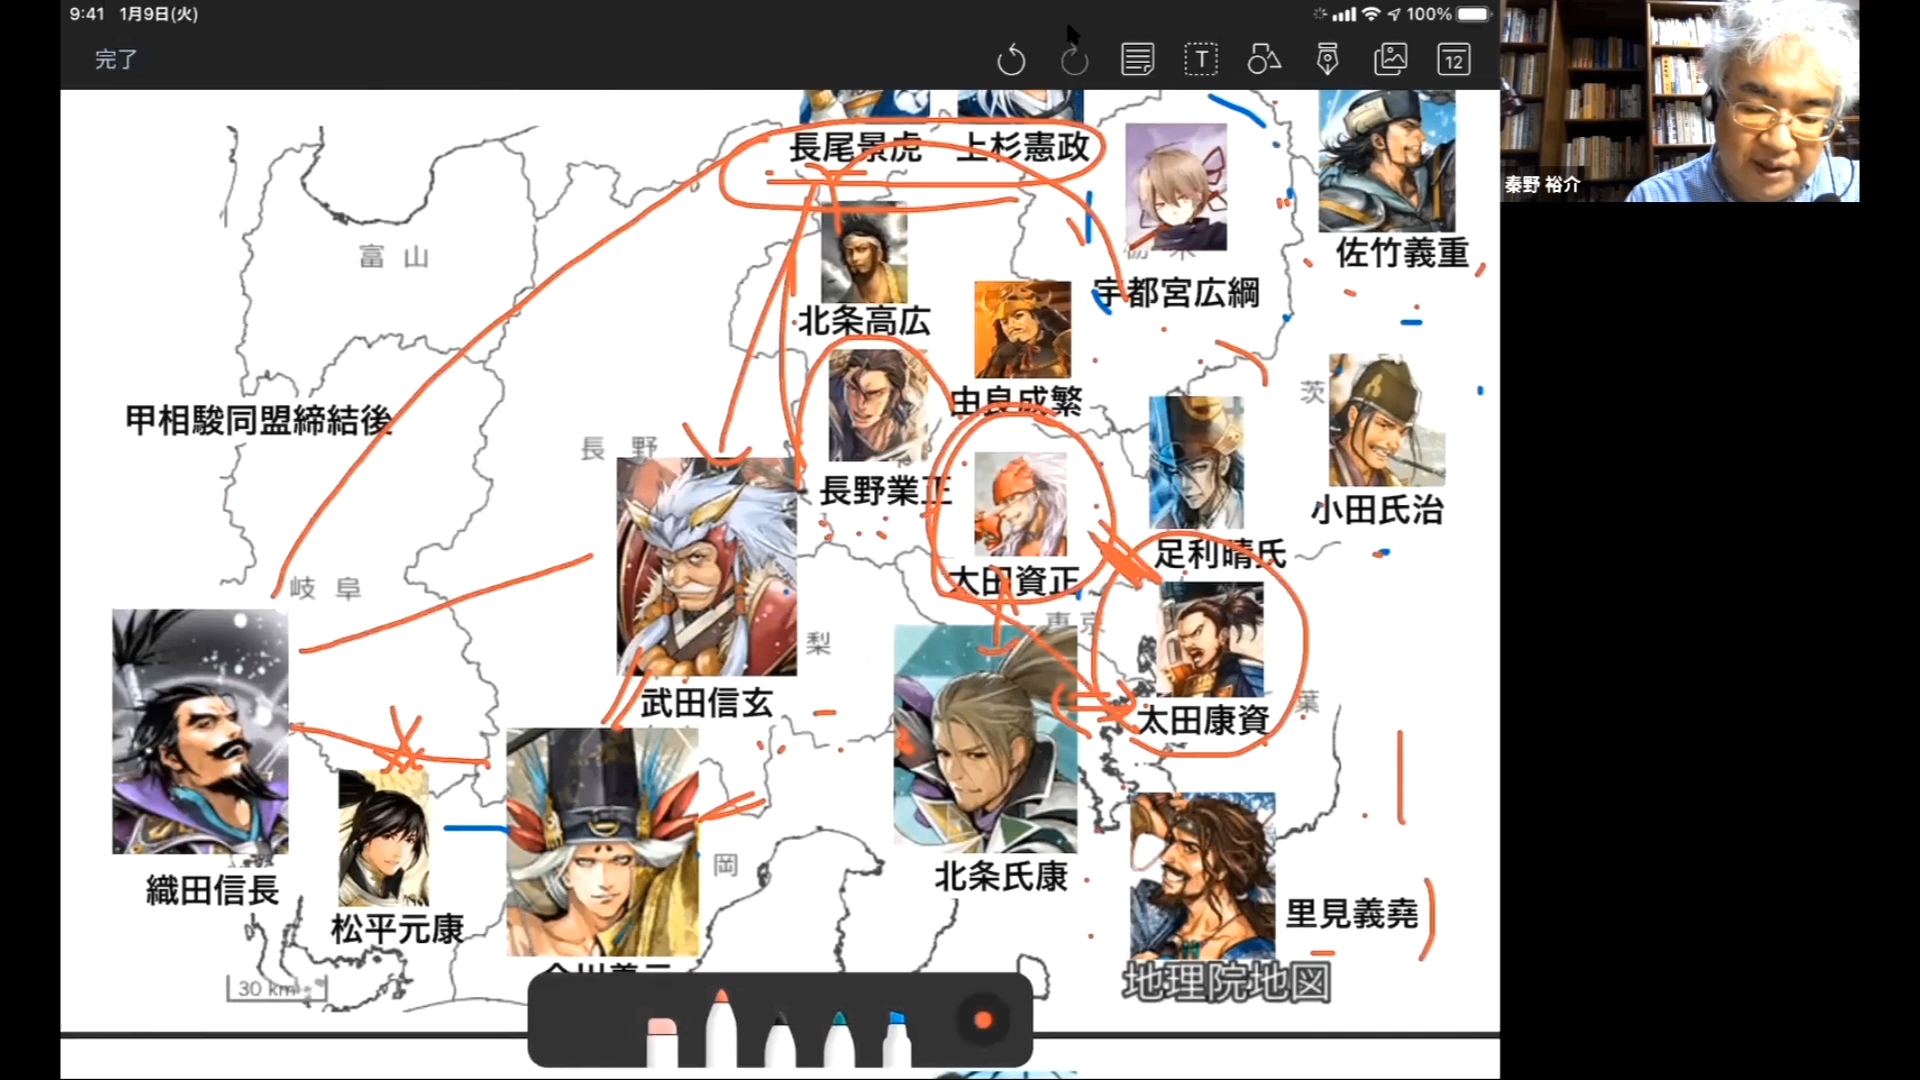 9:41 1月9日(火)
100%
完了
T
12
秦野 裕介
長尾景虎 上杉憲政
佐竹義重
富山
宇都宮広綱
北条高広
由良成繁
甲相駿同盟締結後
茨
長野
長野業正
小田氏治
足利晴氏
太田資正
岐阜
東京
梨
武田信玄
葉
太田康資
岡
北条氏康
織田信長
松平元康
里見義堯
30 km
地理院地図